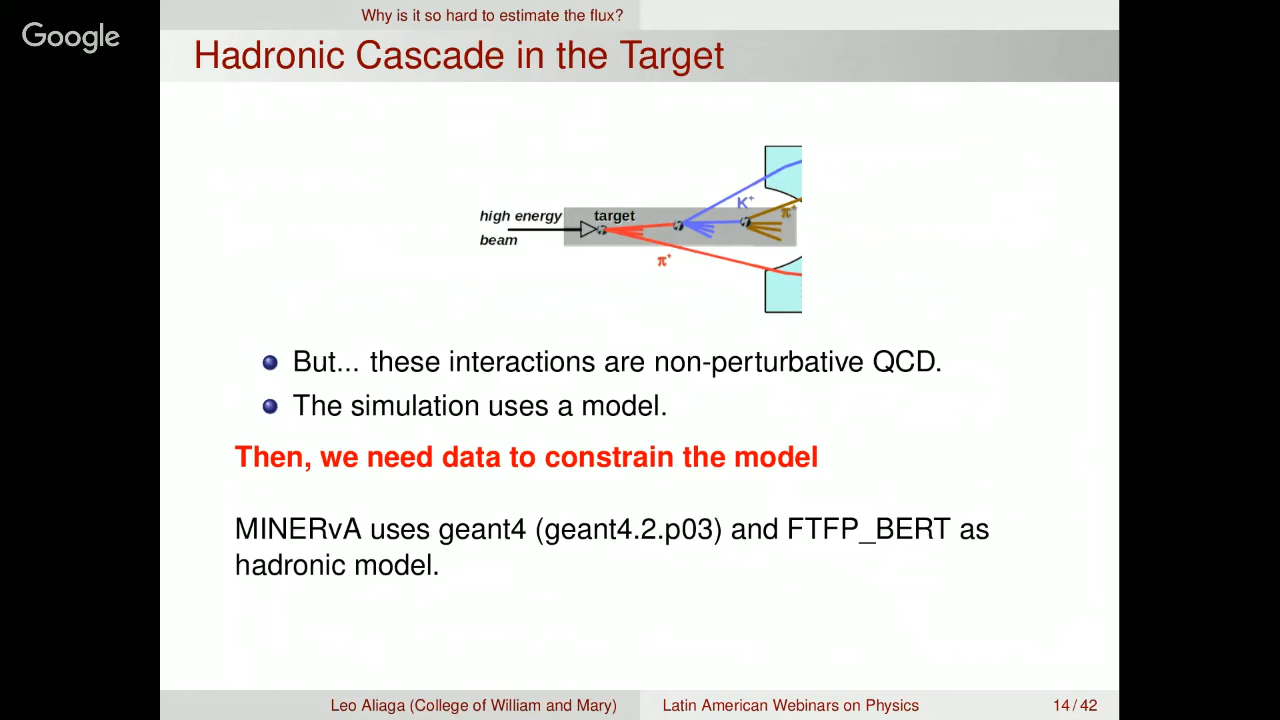 Google
Why is it so hard to estimate the flux?
Hadronic Cascade in the Target
high energy
beam
target
K+
π+
π+
But... these interactions are non-perturbative QCD.
The simulation uses a model.
Then, we need data to constrain the model
MINERvA uses geant4 (geant4.2.p03) and FTFP_BERT as
hadronic model.
Leo Aliaga (College of William and Mary)
Latin American Webinars on Physics
14 / 42